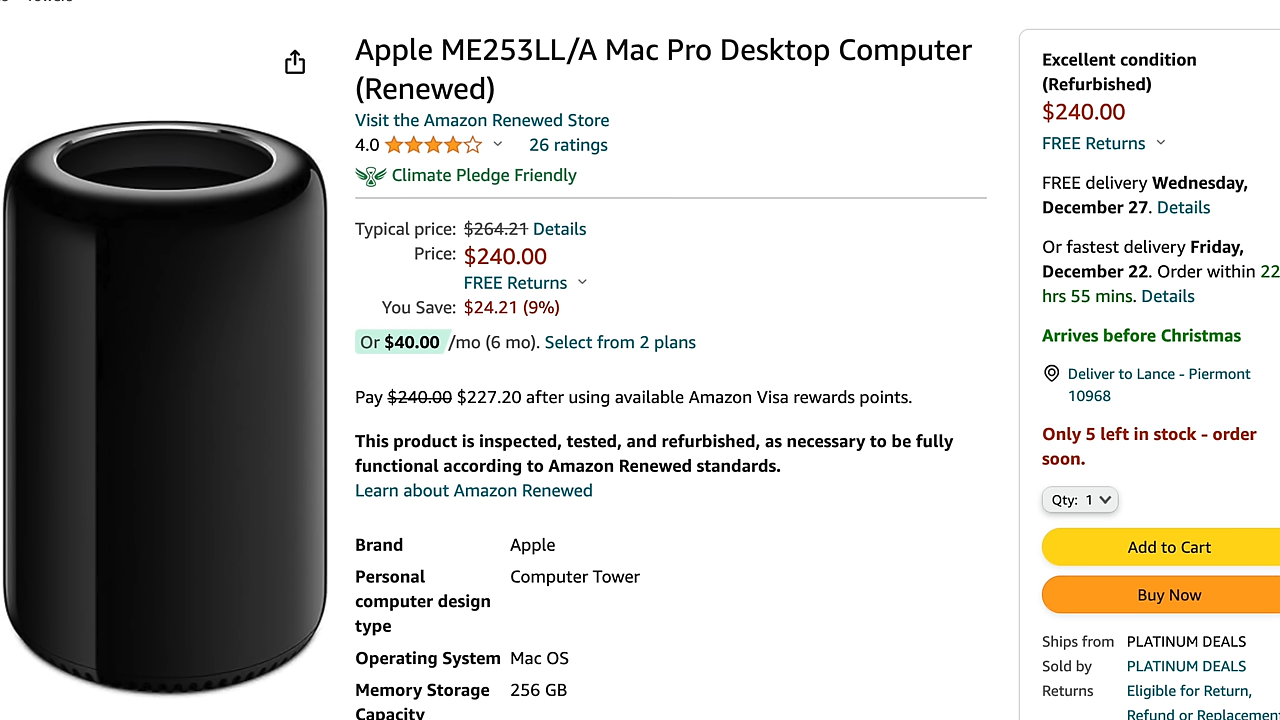 Apple ME253LL/A Mac Pro Desktop Computer
(Renewed)
Visit the Amazon Renewed Store
4.0
26 ratings
Climate Pledge Friendly
Typical price: $264.21 Details
Price: $240.00
FREE Returns
You Save: $24.21 (9%)
Or $40.00 /mo (6 mo). Select from 2 plans
Pay $240.00 $227.20 after using available Amazon Visa rewards points.
This product is inspected, tested, and refurbished, as necessary to be fully
functional according to Amazon Renewed standards.
Learn about Amazon Renewed
Brand Apple
Personal Computer Tower
computer design
type
Operating System Mac OS
Memory Storage 256 GB
Capacity
Excellent condition
(Refurbished)
$240.00
FREE Returns
FREE delivery Wednesday,
December 27. Details
Or fastest delivery Friday,
December 22. Order within 22
hrs 55 mins. Details
Arrives before Christmas
Deliver to Lance - Piermont
10968
Only 5 left in stock - order
soon.
Qty: 1
Add to Cart
Buy Now
Ships from PLATINUM DEALS
Sold by PLATINUM DEALS
Returns Eligible for Return,
Refund or Replacement